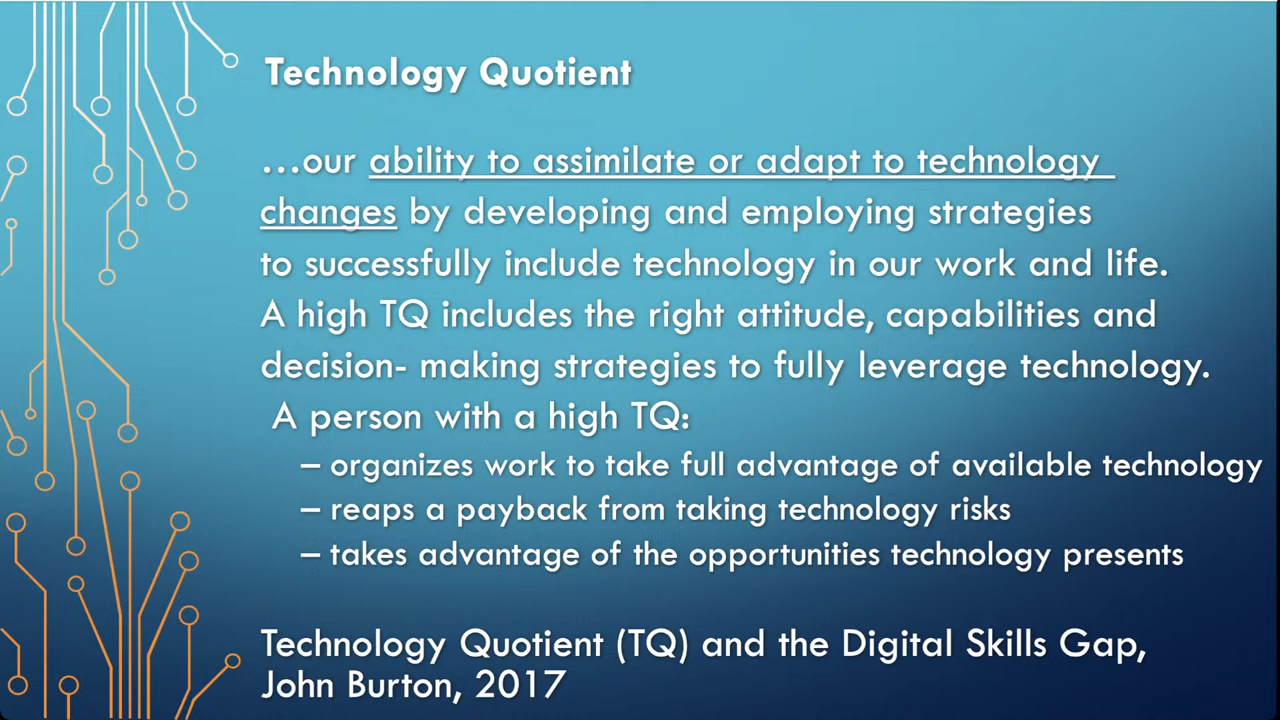 Technology Quotient
...our ability to assimilate or adapt to technology
changes by developing and employing strategies
to successfully include technology in our work and life.
A high TQ includes the right attitude, capabilities and
decision- making strategies to fully leverage technology.
A person with a high TQ:
– organizes work to take full advantage of available technology
– reaps a payback from taking technology risks
– takes advantage of the opportunities technology presents
Technology Quotient (TQ) and the Digital Skills Gap,
John Burton, 2017